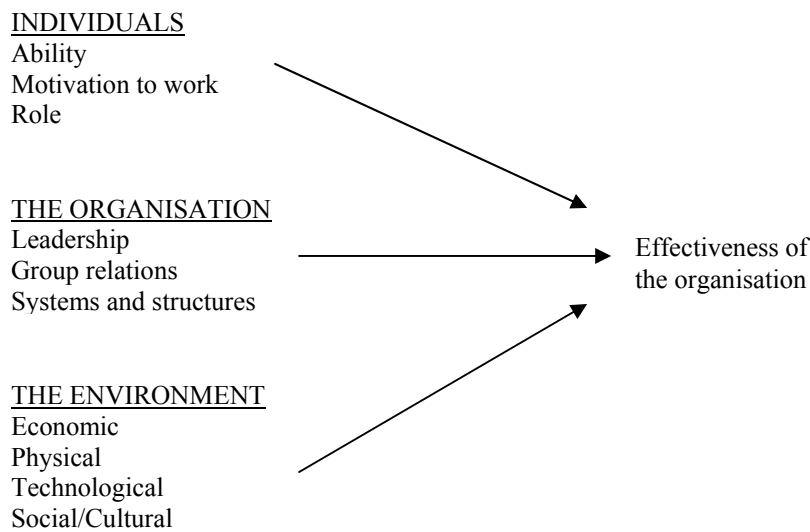 INDIVIDUALS
Ability
Motivation to work
Role
THE ORGANISATION
Leadership
Group relations
Systems and structures
Effectiveness of
the organisation
THE ENVIRONMENT
Economic
Physical
Technological
Social/Cultural